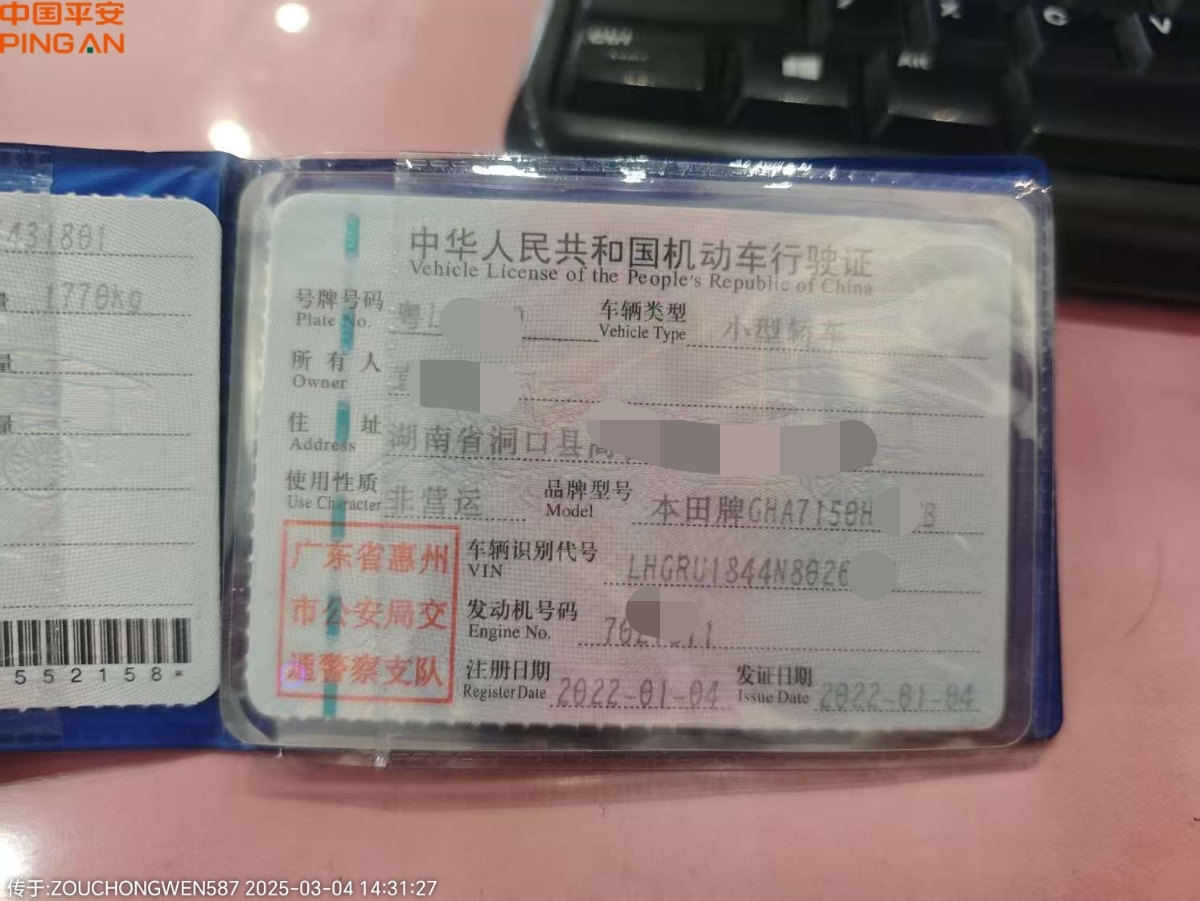 中国平安
PING AN
431801
1770kg
量
量
552158*
中华人民共和国机动车行驶证
Vehicle License of the People's Republic of China
号牌号码 粤L
Plate No.
车辆类型 小型轿车
Vehicle Type
所有人
Owner
住址 湖南省洞口县
Address
使用性质 非营运
Use Character
品牌型号 本田牌GHA7150H B
Model
广东省惠州
市公安局交
通警察支队
车辆识别代号 LHGRU1844N8026
VIN
发动机号码
Engine No.
注册日期 2022-01-04
Register Date
发证日期 2022-01-04
Issue Date
传于:ZOUCHONGWEN587 2025-03-04 14:31:27